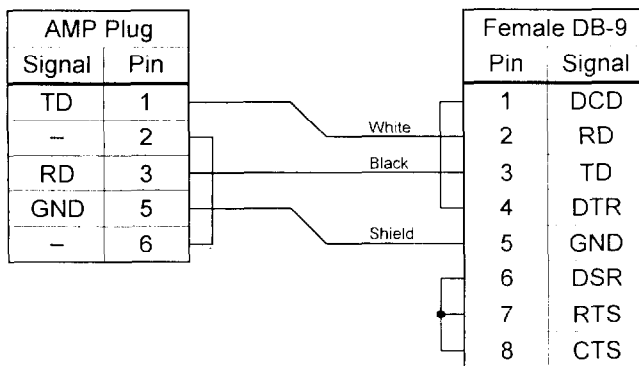 AMP Plug
Signal Pin
TD 1
– 2
RD 3
GND 5
– 6
White
Black
Shield
Female DB-9
Pin Signal
1 DCD
2 RD
3 TD
4 DTR
5 GND
6 DSR
7 RTS
8 CTS